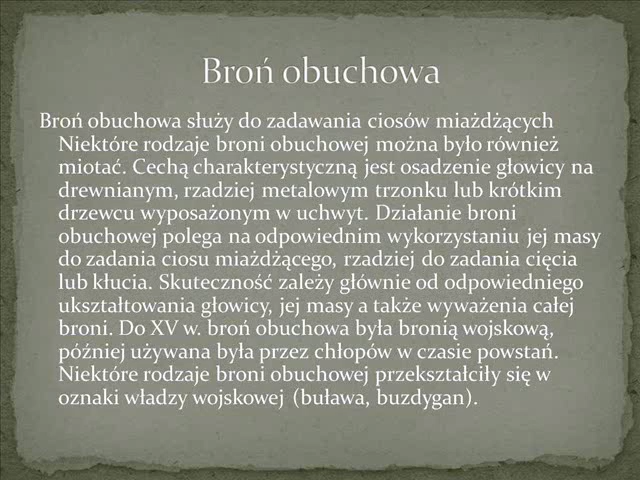 Broń obuchowa
Broń obuchowa służy do zadawania ciosów miażdżących
Niektóre rodzaje broni obuchowej można było również
miotać. Cechą charakterystyczną jest osadzenie głowicy na
drewnianym, rzadziej metalowym trzonku lub krótkim
drzewcu wyposażonym w uchwyt. Działanie broni
obuchowej polega na odpowiednim wykorzystaniu jej masy
do zadania ciosu miażdżącego, rzadziej do zadania cięcia
lub kłucia. Skuteczność zależy głównie od odpowiedniego
ukształtowania głowicy, jej masy a także wyważenia całej
broni. Do XV w. broń obuchowa była bronią wojskową,
później używana była przez chłopów w czasie powstań.
Niektóre rodzaje broni obuchowej przekształciły się w
oznaki władzy wojskowej (buława, buzdygan).